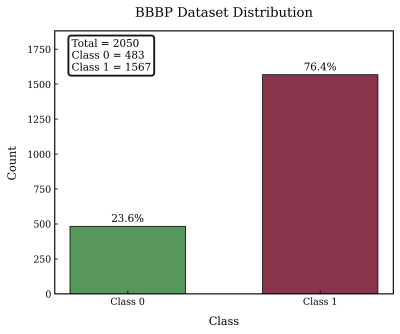 BBBP Dataset Distribution
Total = 2050
Class 0 = 483
Class 1 = 1567
76.4%
23.6%
1750
1500
1250
1000
750
500
250
0
Count
Class 0
Class 1
Class